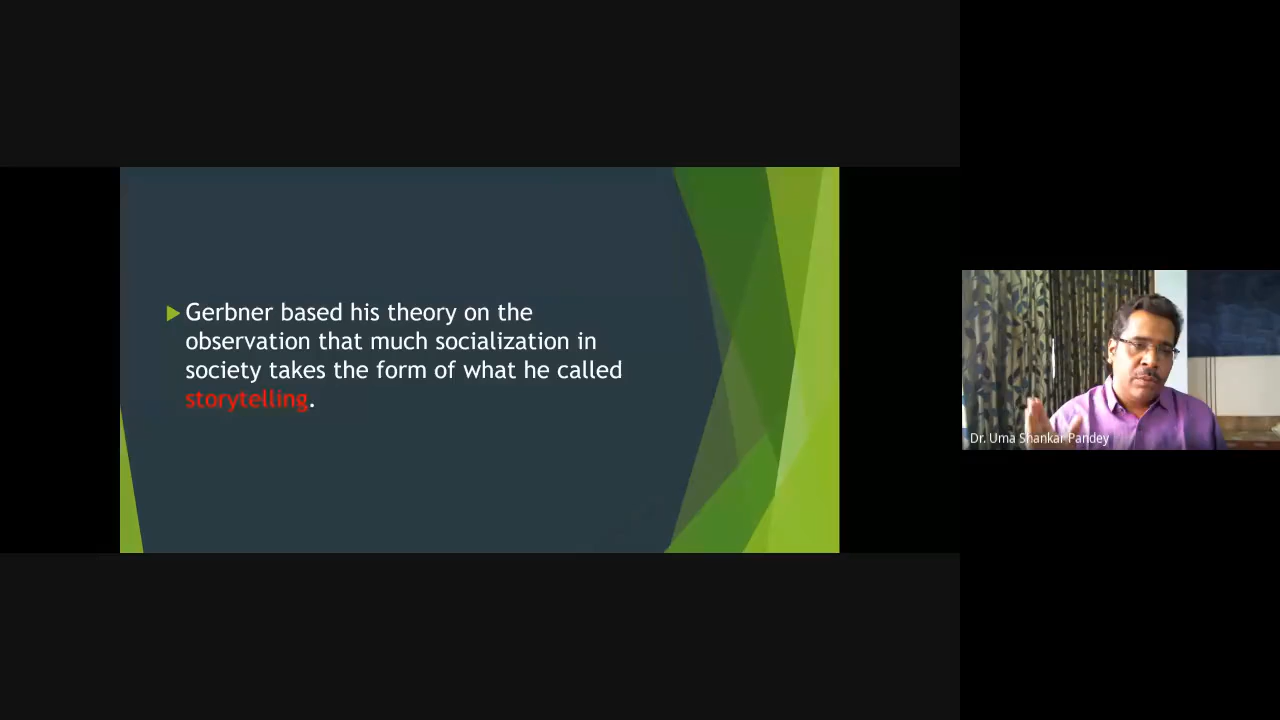 Gerbner based his theory on the
observation that much socialization in
society takes the form of what he called
storytelling.
Dr. Uma Shankar Pandey